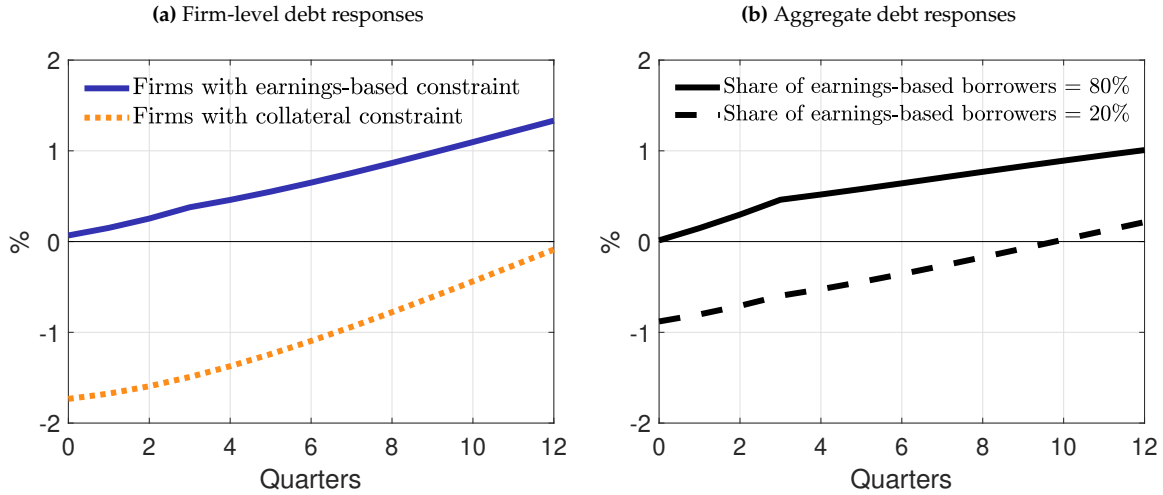 (a) Firm-level debt responses
2
1
0
-1
-2
%
Firms with earnings-based constraint
Firms with collateral constraint
0 2 4 6 8 10 12
Quarters
(b) Aggregate debt responses
2
1
0
-1
-2
%
Share of earnings-based borrowers = 80%
Share of earnings-based borrowers = 20%
0 2 4 6 8 10 12
Quarters